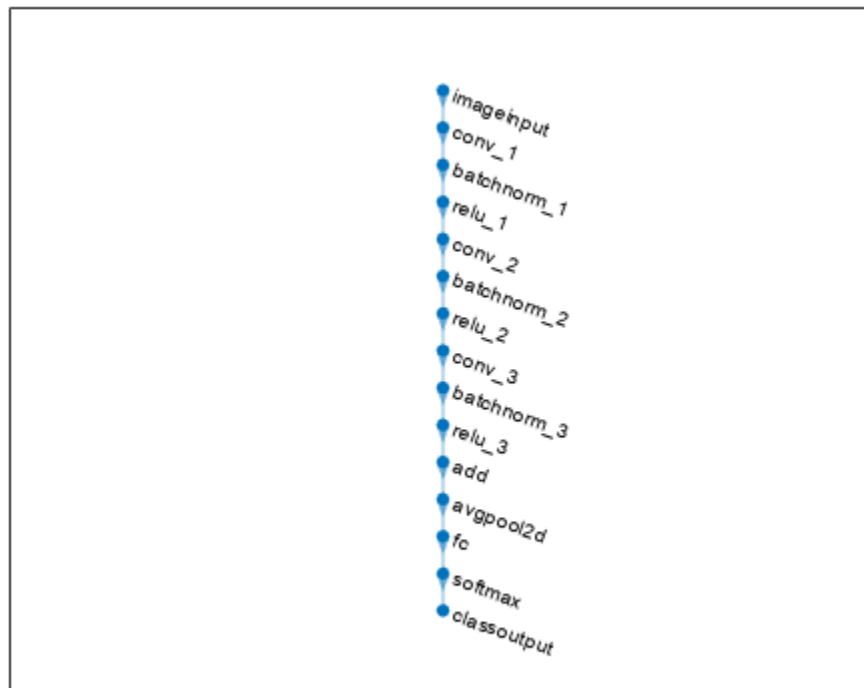 imageinput
conv_1
batchnorm_1
relu_1
conv_2
batchnorm_2
relu_2
conv_3
batchnorm_3
relu_3
add
avgpool2d
fc
softmax
classoutput